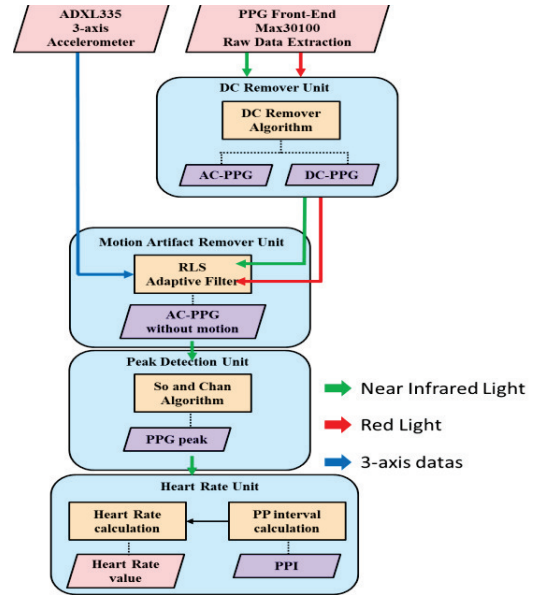 ADXL335
3-axis
Accelerometer
PPG Front-End
Max30100
Raw Data Extraction
DC Remover Unit
DC Remover
Algorithm
AC-PPG
DC-PPG
Motion Artifact Remover Unit
RLS
Adaptive Filter
AC-PPG
without motion
Peak Detection Unit
So and Chan
Algorithm
PPG peak
Near Infrared Light
Red Light
3-axis datas
Heart Rate Unit
Heart Rate
calculation
PP interval
calculation
Heart Rate
value
PPI